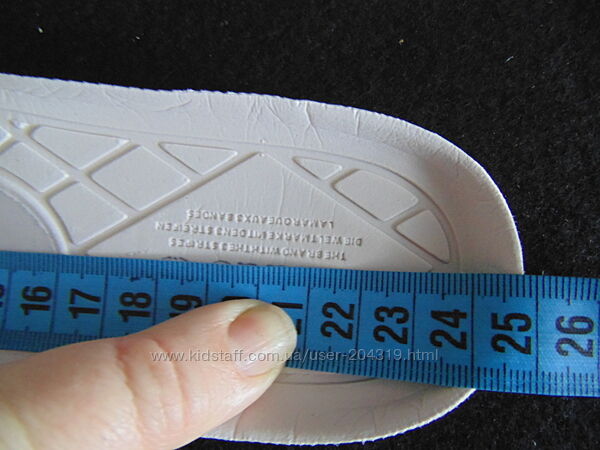 THE BRAND WITH THE 3 STRIPES
DIE WELTMARKE MIT DEN 3 STREIFEN
LA MARQUE AUX 3 BANDES
16 17 18 19 21 22 23 24 25 26
www.kidstaff.com.ua/user-204319.html